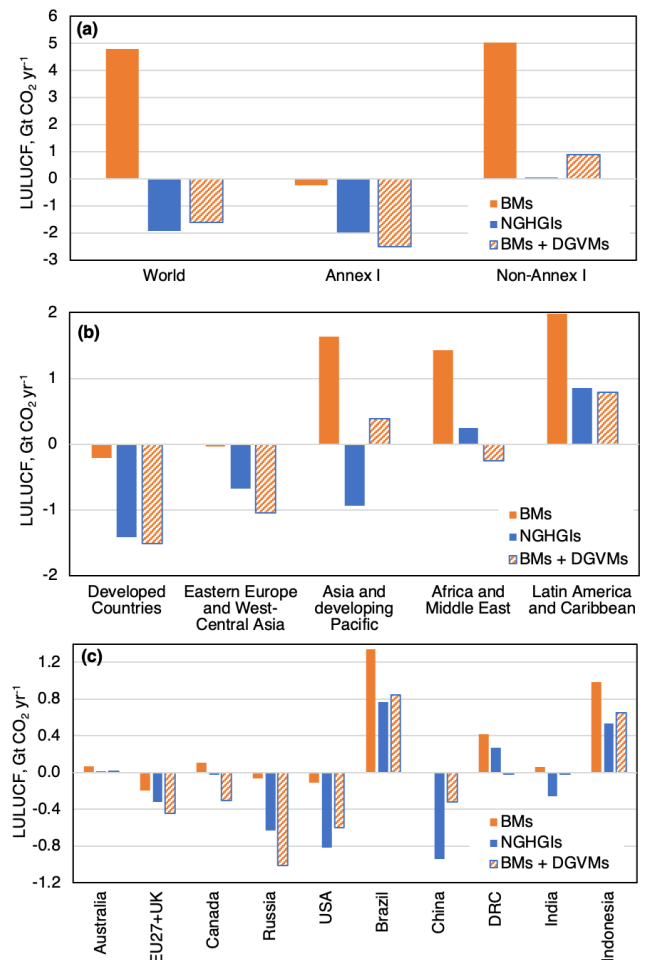 (a)
LULUCF, Gt CO₂ yr⁻¹
6
5
4
3
2
1
0
-1
-2
-3
BMs
NGHGIs
BMs + DGVMs
World
Annex I
Non-Annex I
(b)
LULUCF, Gt CO₂ yr⁻¹
2
1
0
-1
-2
BMs
NGHGIs
BMs + DGVMs
Developed
Countries
Eastern Europe
and West-
Central Asia
Asia and
developing
Pacific
Africa and
Middle East
Latin America
and Caribbean
(c)
LULUCF, Gt CO₂ yr⁻¹
1.2
0.8
0.4
0.0
-0.4
-0.8
-1.2
BMs
NGHGIs
BMs + DGVMs
Australia
EU27+UK
Canada
Russia
USA
Brazil
China
DRC
India
Indonesia